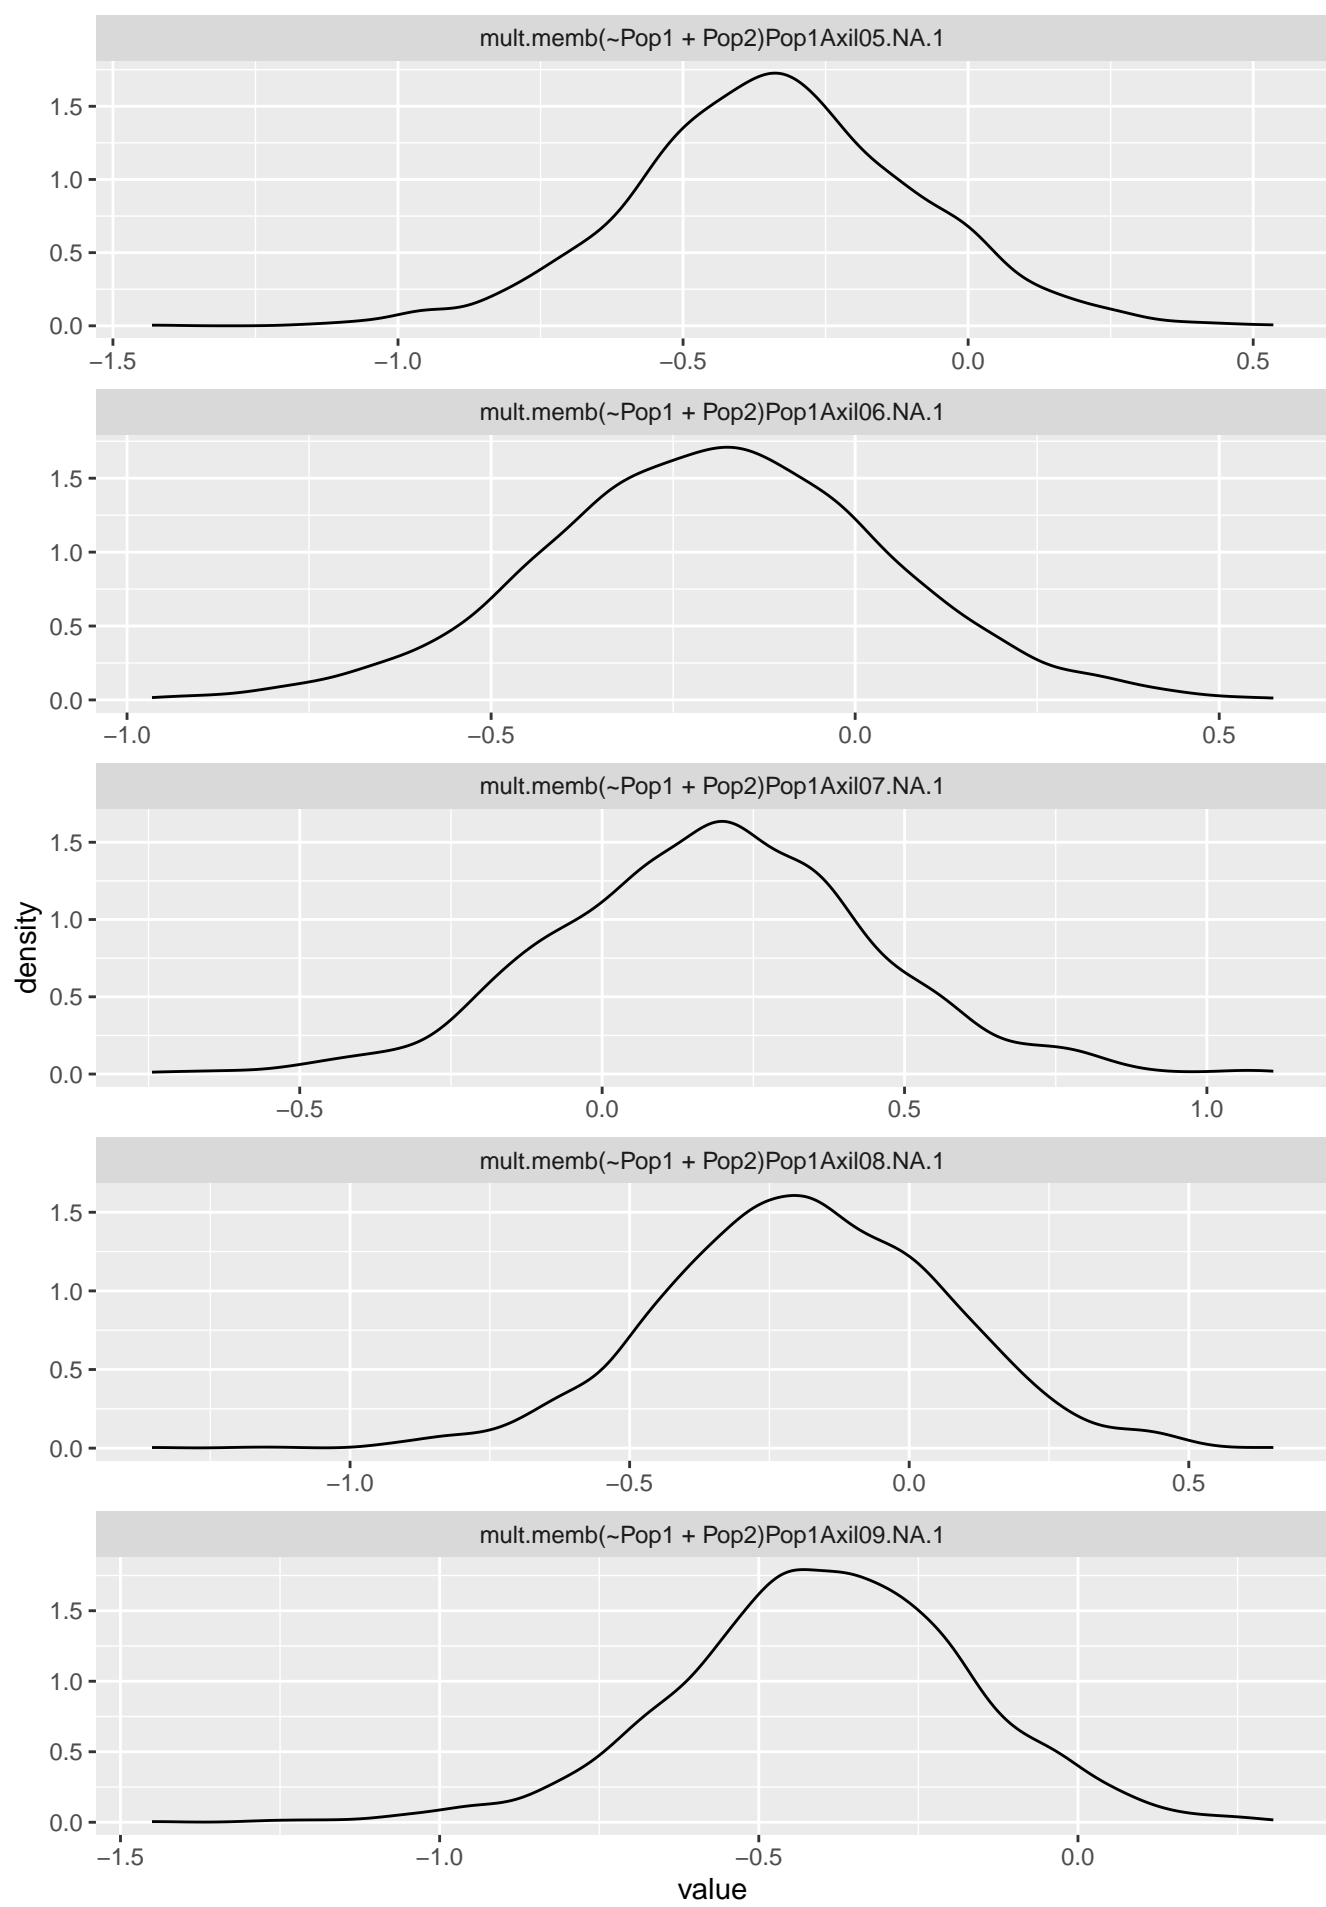 mult.memb(~Pop1 + Pop2)Pop1Axil05.NA.1
1.5
1.0
0.5
0.0
−1.5 −1.0 −0.5 0.0 0.5
mult.memb(~Pop1 + Pop2)Pop1Axil06.NA.1
1.5
1.0
0.5
0.0
−1.0 −0.5 0.0 0.5
mult.memb(~Pop1 + Pop2)Pop1Axil07.NA.1
1.5
1.0
0.5
0.0
−0.5 0.0 0.5 1.0
density
mult.memb(~Pop1 + Pop2)Pop1Axil08.NA.1
1.5
1.0
0.5
0.0
−1.0 −0.5 0.0 0.5
mult.memb(~Pop1 + Pop2)Pop1Axil09.NA.1
1.5
1.0
0.5
0.0
−1.5 −1.0 −0.5 0.0
value